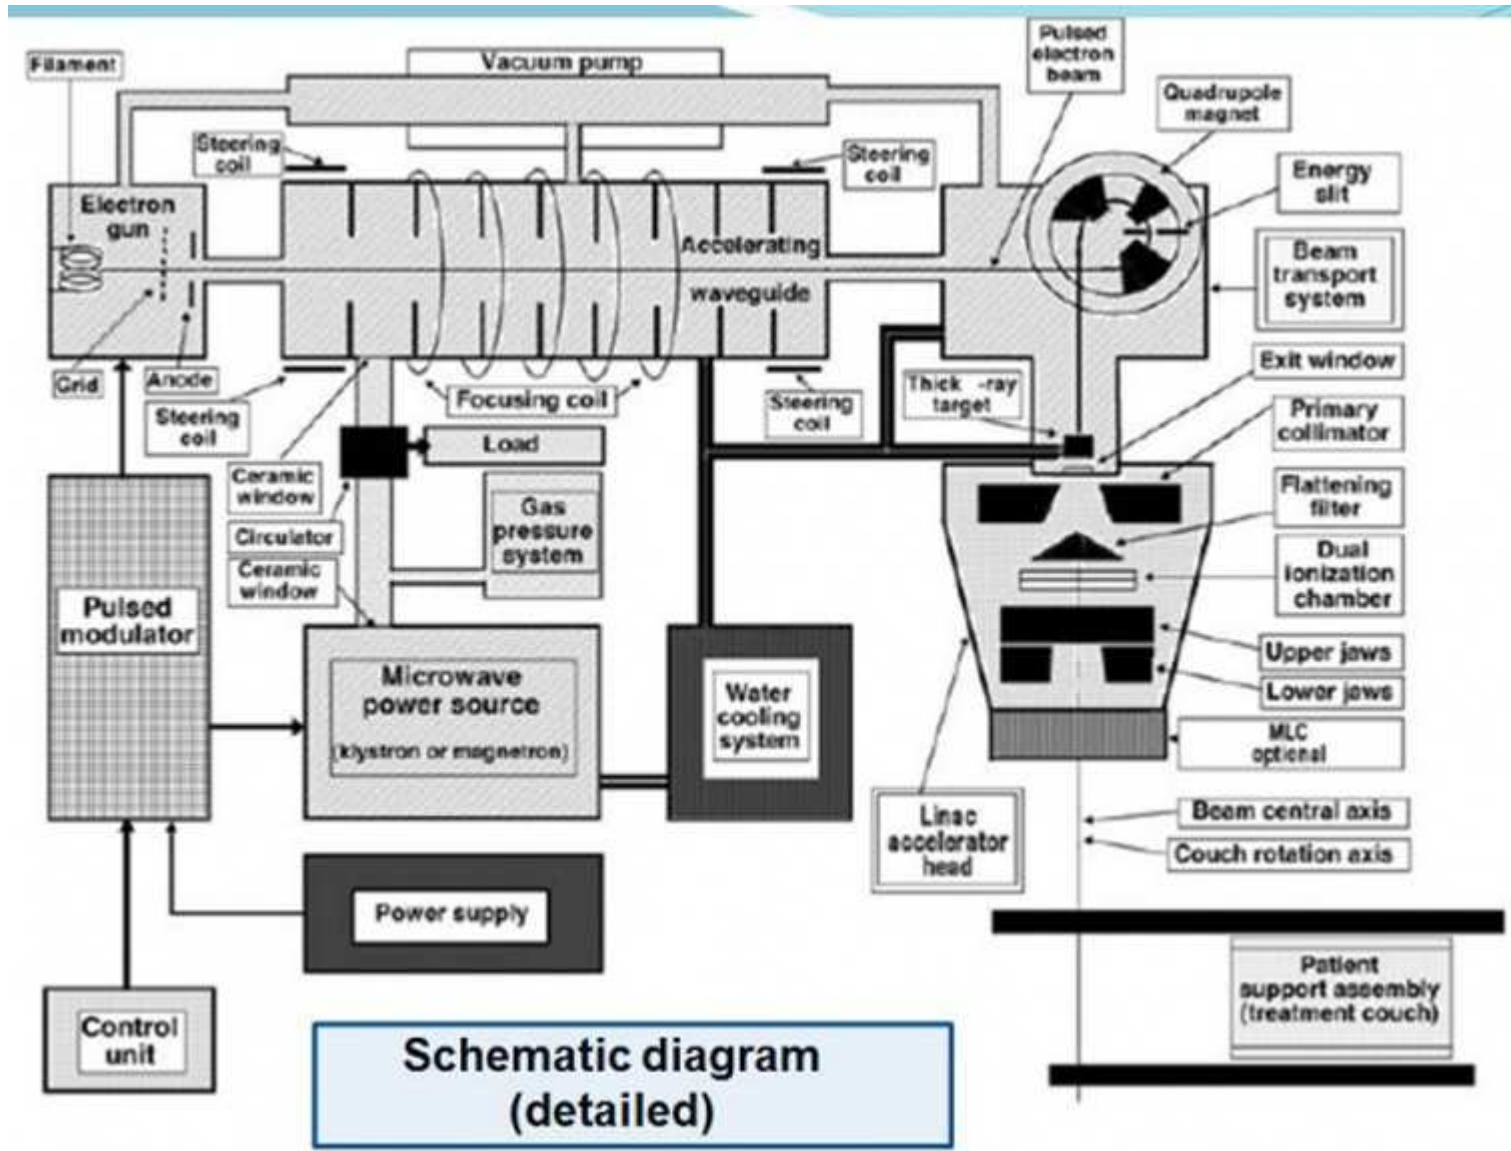 Filament
Vacuum pump
Pulsed
electron
beam
Quadrupole
magnet
Steering
coil
Steering
coil
Energy
slit
Electron
gun
Accelerating
waveguide
Beam
transport
system
Grid
Anode
Steering
coil
Focusing coil
Steering
coil
Thick -ray
target
Exit window
Primary
collimator
Load
Ceramic
window
Gas
pressure
system
Flattening
filter
Circulator
Ceramic
window
Dual
ionization
chamber
Pulsed
modulator
Upper jaws
Lower jaws
Microwave
power source
(klystron or magnetron)
Water
cooling
system
MLC
optional
Linac
accelerator
head
Beam central axis
Couch rotation axis
Power supply
Patient
support assembly
(treatment couch)
Control
unit
Schematic diagram
(detailed)